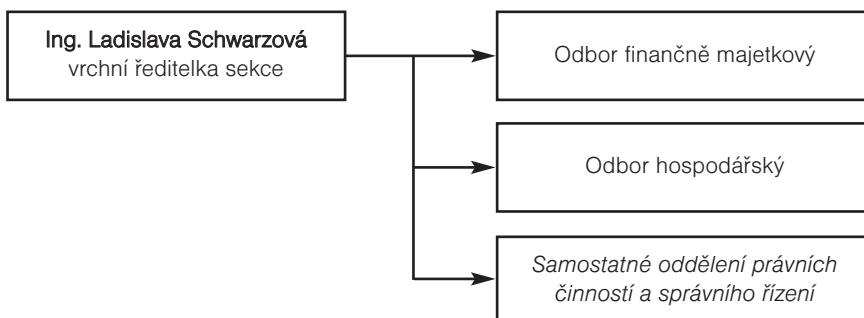 Ing. Ladislava Schwarzová
vrchní ředitelka sekce
Odbor finančně majetkový
Odbor hospodářský
Samostatné oddělení právních
činností a správního řízení